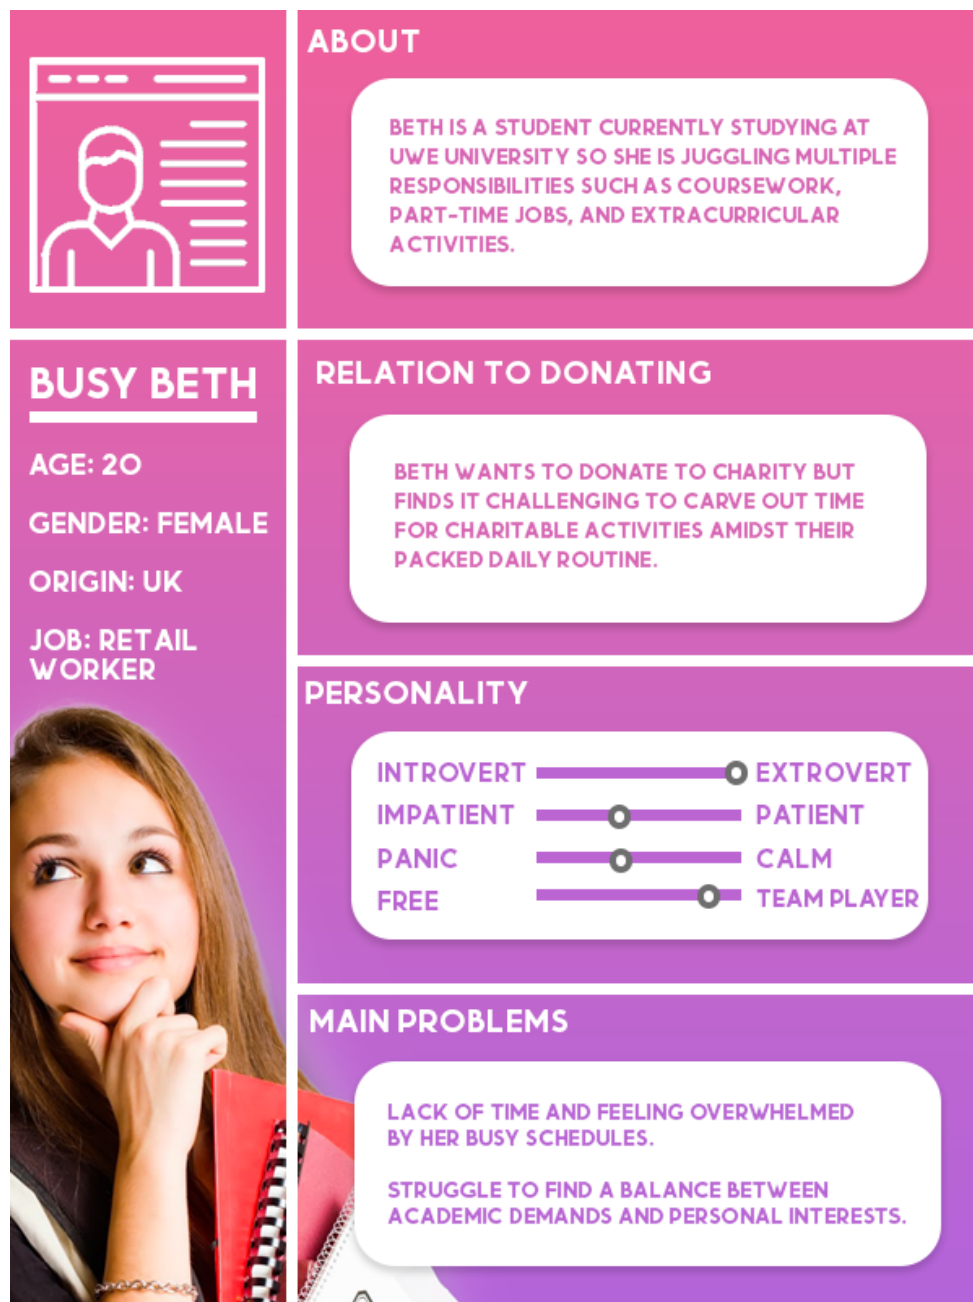 ABOUT
BETH IS A STUDENT CURRENTLY STUDYING AT
UWE UNIVERSITY SO SHE IS JUGGLING MULTIPLE
RESPONSIBILITIES SUCH AS COURSEWORK,
PART-TIME JOBS, AND EXTRACURRICULAR
ACTIVITIES.
BUSY BETH
AGE: 20
GENDER: FEMALE
ORIGIN: UK
JOB: RETAIL
WORKER
RELATION TO DONATING
BETH WANTS TO DONATE TO CHARITY BUT
FINDS IT CHALLENGING TO CARVE OUT TIME
FOR CHARITABLE ACTIVITIES AMIDST THEIR
PACKED DAILY ROUTINE.
PERSONALITY
INTROVERT EXTROVERT
IMPATIENT PATIENT
PANIC CALM
FREE TEAM PLAYER
MAIN PROBLEMS
LACK OF TIME AND FEELING OVERWHELMED
BY HER BUSY SCHEDULES.
STRUGGLE TO FIND A BALANCE BETWEEN
ACADEMIC DEMANDS AND PERSONAL INTERESTS.